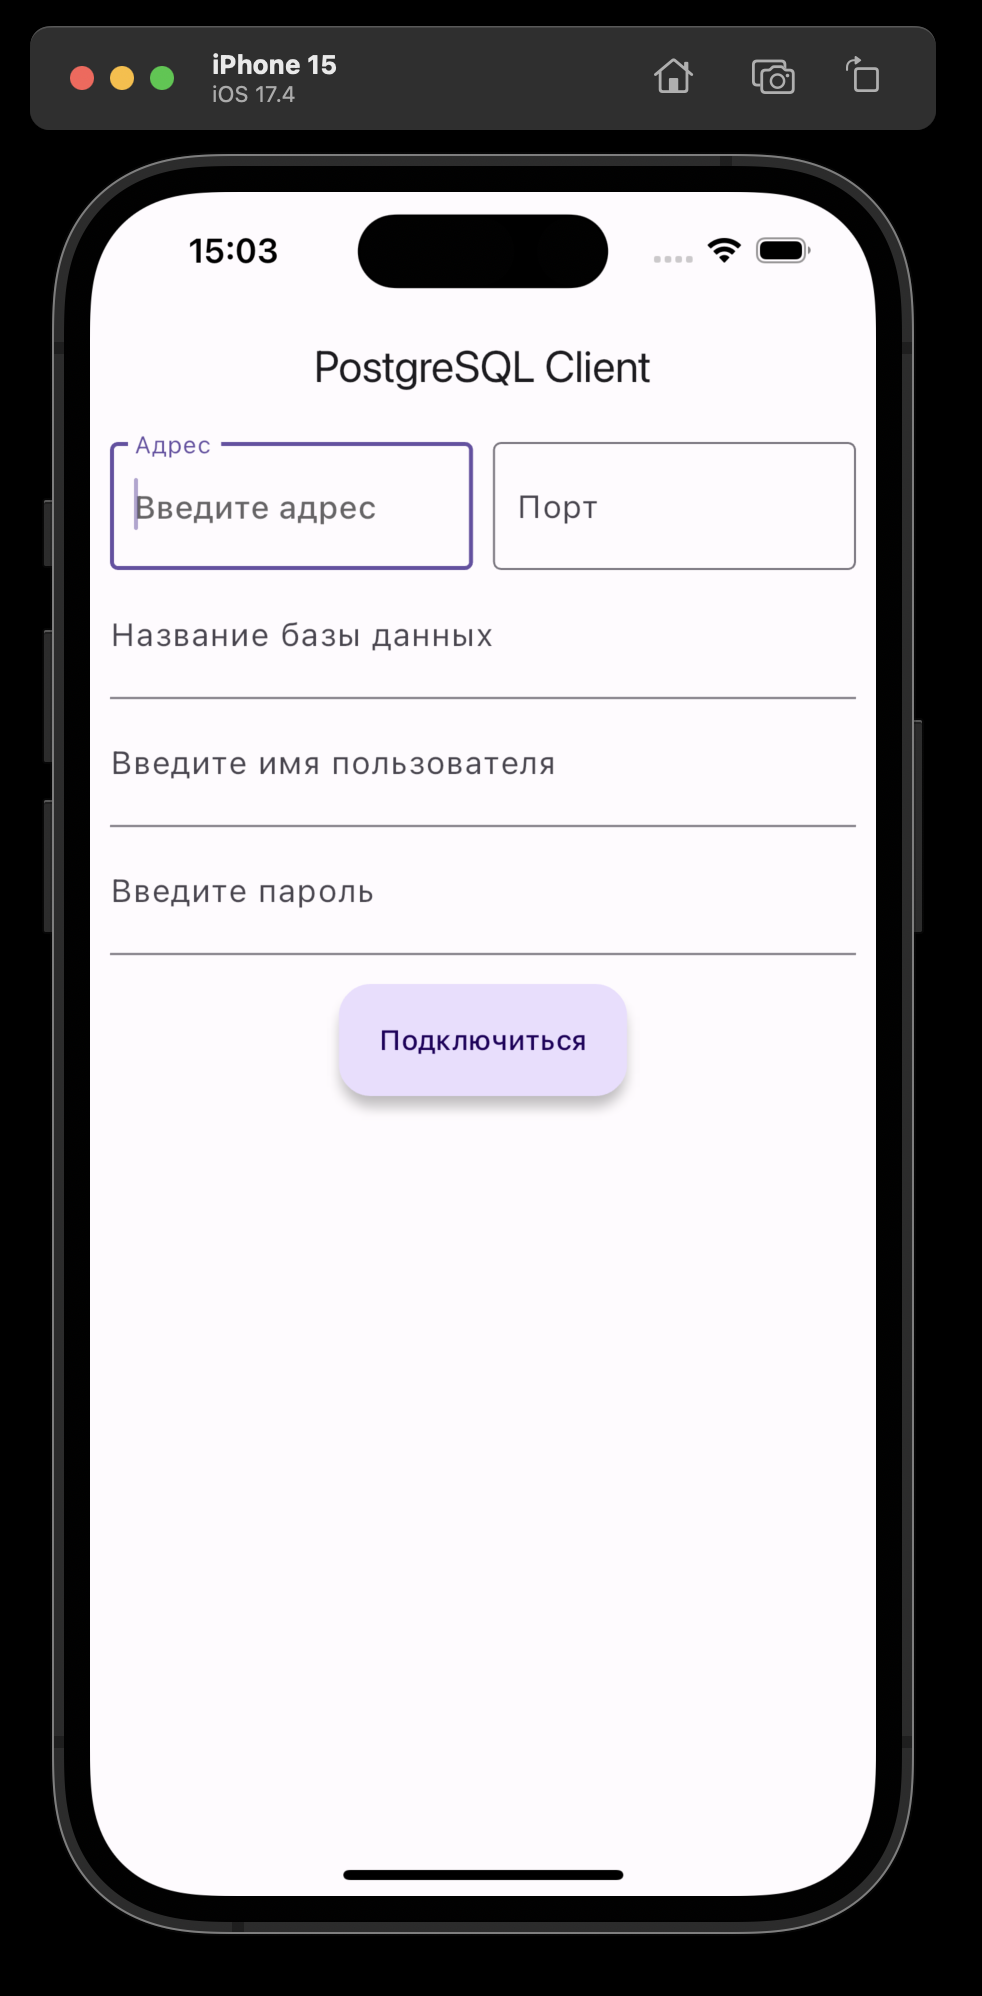 iPhone 15
iOS 17.4
15:03
PostgreSQL Client
Адрес
Введите адрес
Порт
Название базы данных
Введите имя пользователя
Введите пароль
Подключиться